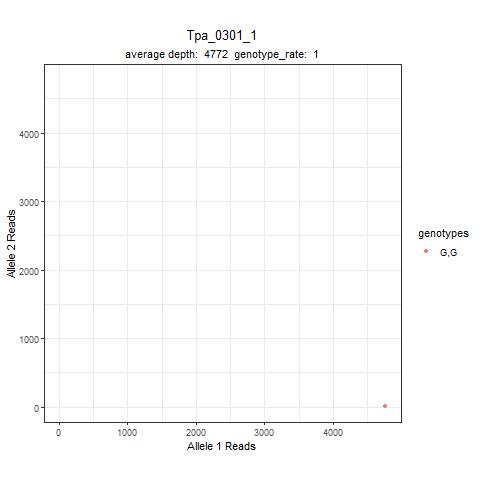 Tpa_0301_1
average depth:  4772  genotype_rate:  1
4000
3000
2000
1000
0
Allele 2 Reads
0 1000 2000 3000 4000
Allele 1 Reads
genotypes
G,G